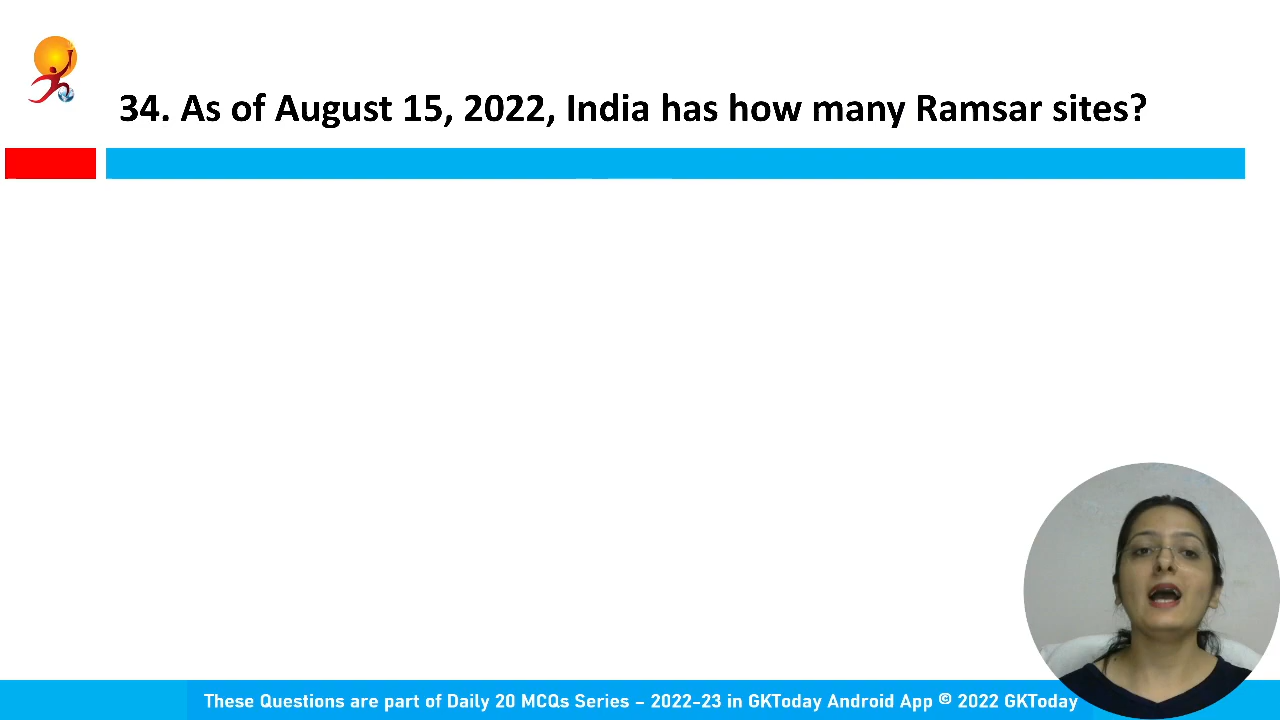 34. As of August 15, 2022, India has how many Ramsar sites?
These Questions are part of Daily 20 MCQs Series – 2022-23 in GKToday Android App © 2022 GKToday